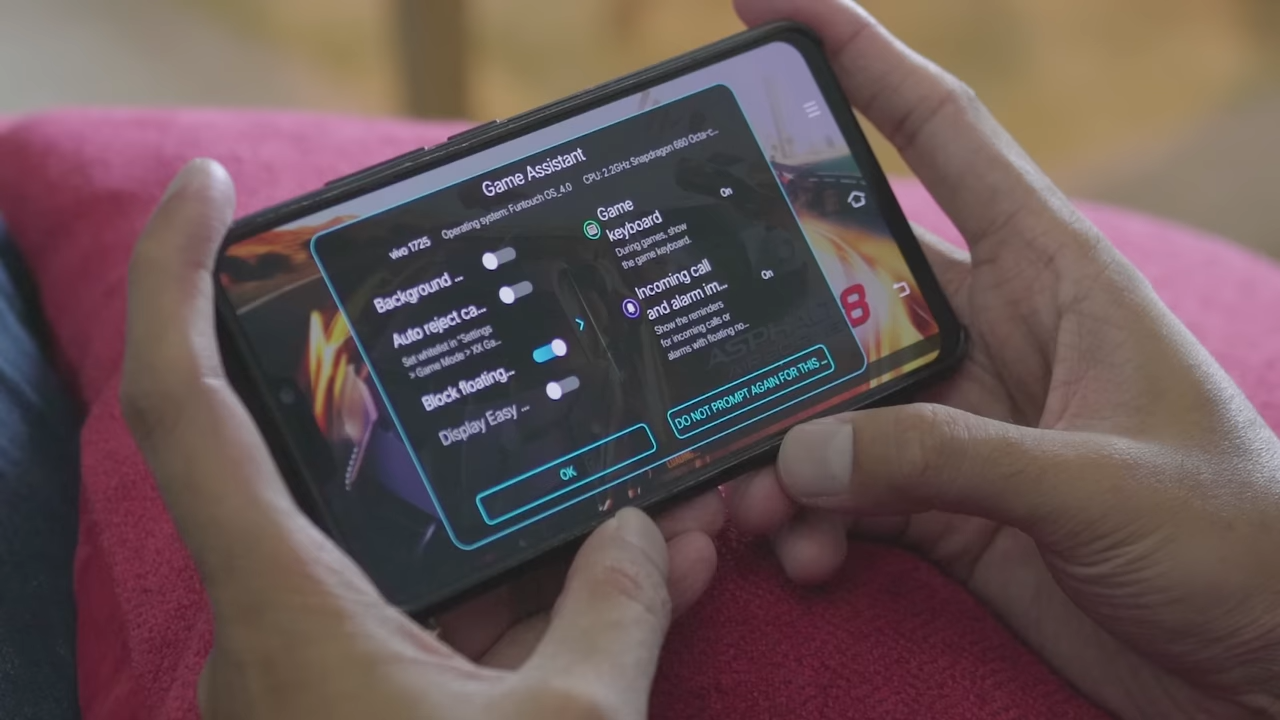 Game Assistant
vivo 1725 Operating system: Funtouch OS_4.0 CPU: 2.2GHz Snapdragon 660 Octa-c...
Background ...
Auto reject ca...
Set whitelist in "Settings
> Game Mode > XX Ga...
Block floating...
Display Easy ...
Game
keyboard
On
During games, show
the game keyboard.
Incoming call
and alarm im...
On
Show the reminders
for incoming calls or
alarms with floating no...
OK
DO NOT PROMPT AGAIN FOR THIS ...
ASPHALT
8